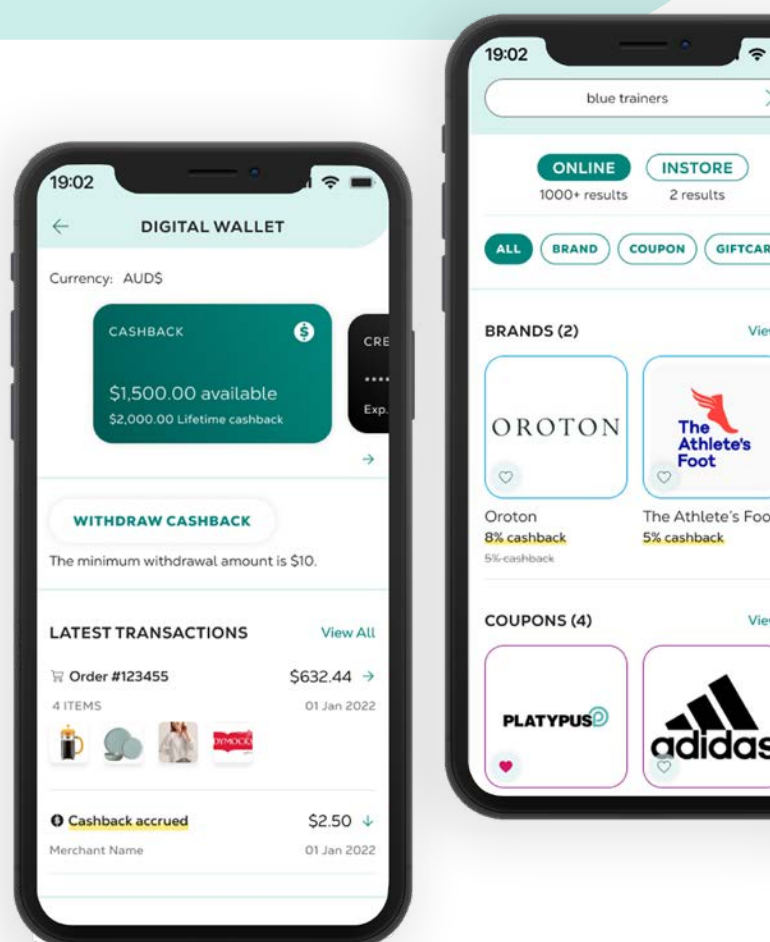 19:02
DIGITAL WALLET
Currency: AUD$
CASHBACK
$1,500.00 available
$2,000.00 Lifetime cashback
CRE
****
Exp.
WITHDRAW CASHBACK
The minimum withdrawal amount is $10.
LATEST TRANSACTIONS View All
Order #123455 $632.44
4 ITEMS 01 Jan 2022
DYMOCKS
Cashback accrued $2.50
Merchant Name 01 Jan 2022
19:02
blue trainers
ONLINE INSTORE
1000+ results 2 results
ALL BRAND COUPON GIFTCAR
BRANDS (2) View
OROTON
The
Athlete's
Foot
Oroton The Athlete's Foo
8% cashback 5% cashback
5% cashback
COUPONS (4) View
PLATYPUS
adidas